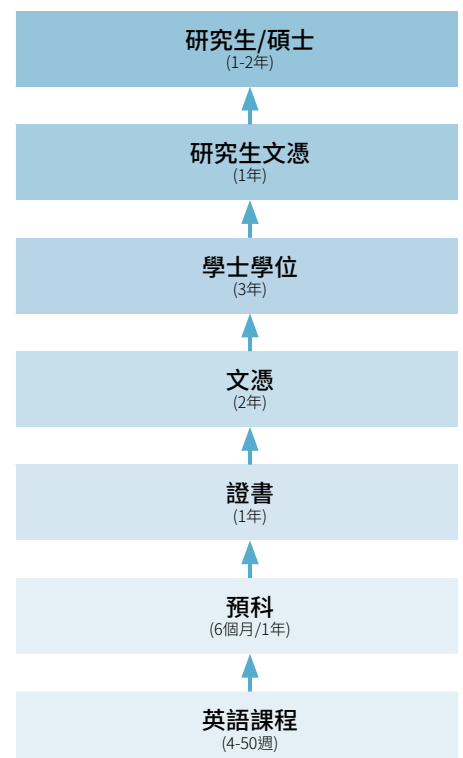 研究生/碩士
(1-2年)
研究生文憑
(1年)
學士學位
(3年)
文憑
(2年)
證書
(1年)
預科
(6個月/1年)
英語課程
(4-50週)